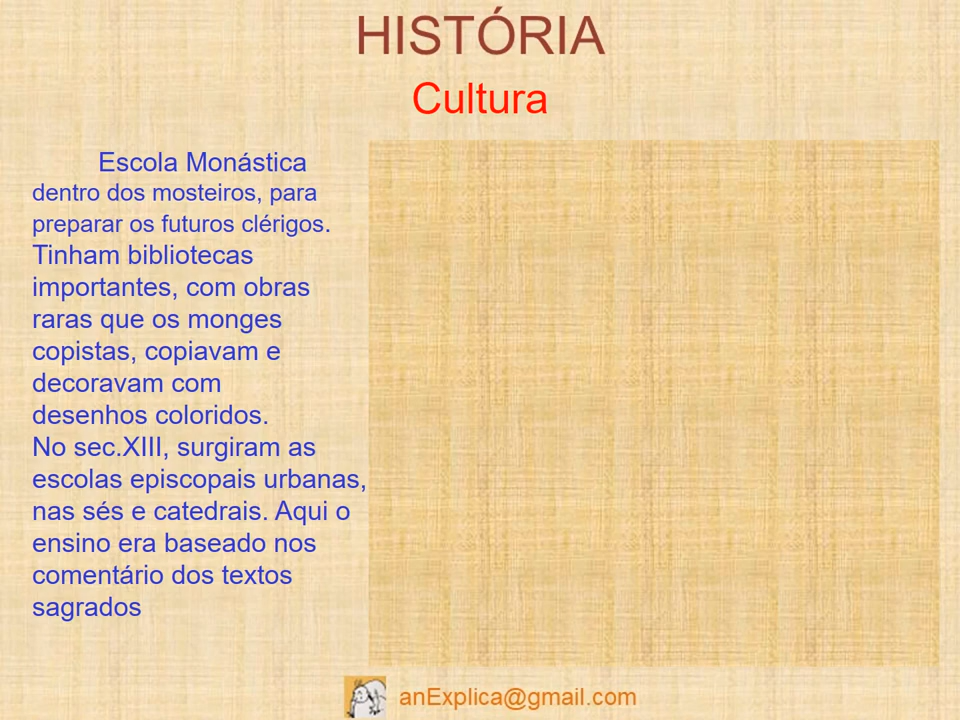 HISTÓRIA
Cultura
Escola Monástica
dentro dos mosteiros, para
preparar os futuros clérigos.
Tinham bibliotecas
importantes, com obras
raras que os monges
copistas, copiavam e
decoravam com
desenhos coloridos.
No sec.XIII, surgiram as
escolas episcopais urbanas,
nas sés e catedrais. Aqui o
ensino era baseado nos
comentário dos textos
sagrados
anExplica@gmail.com